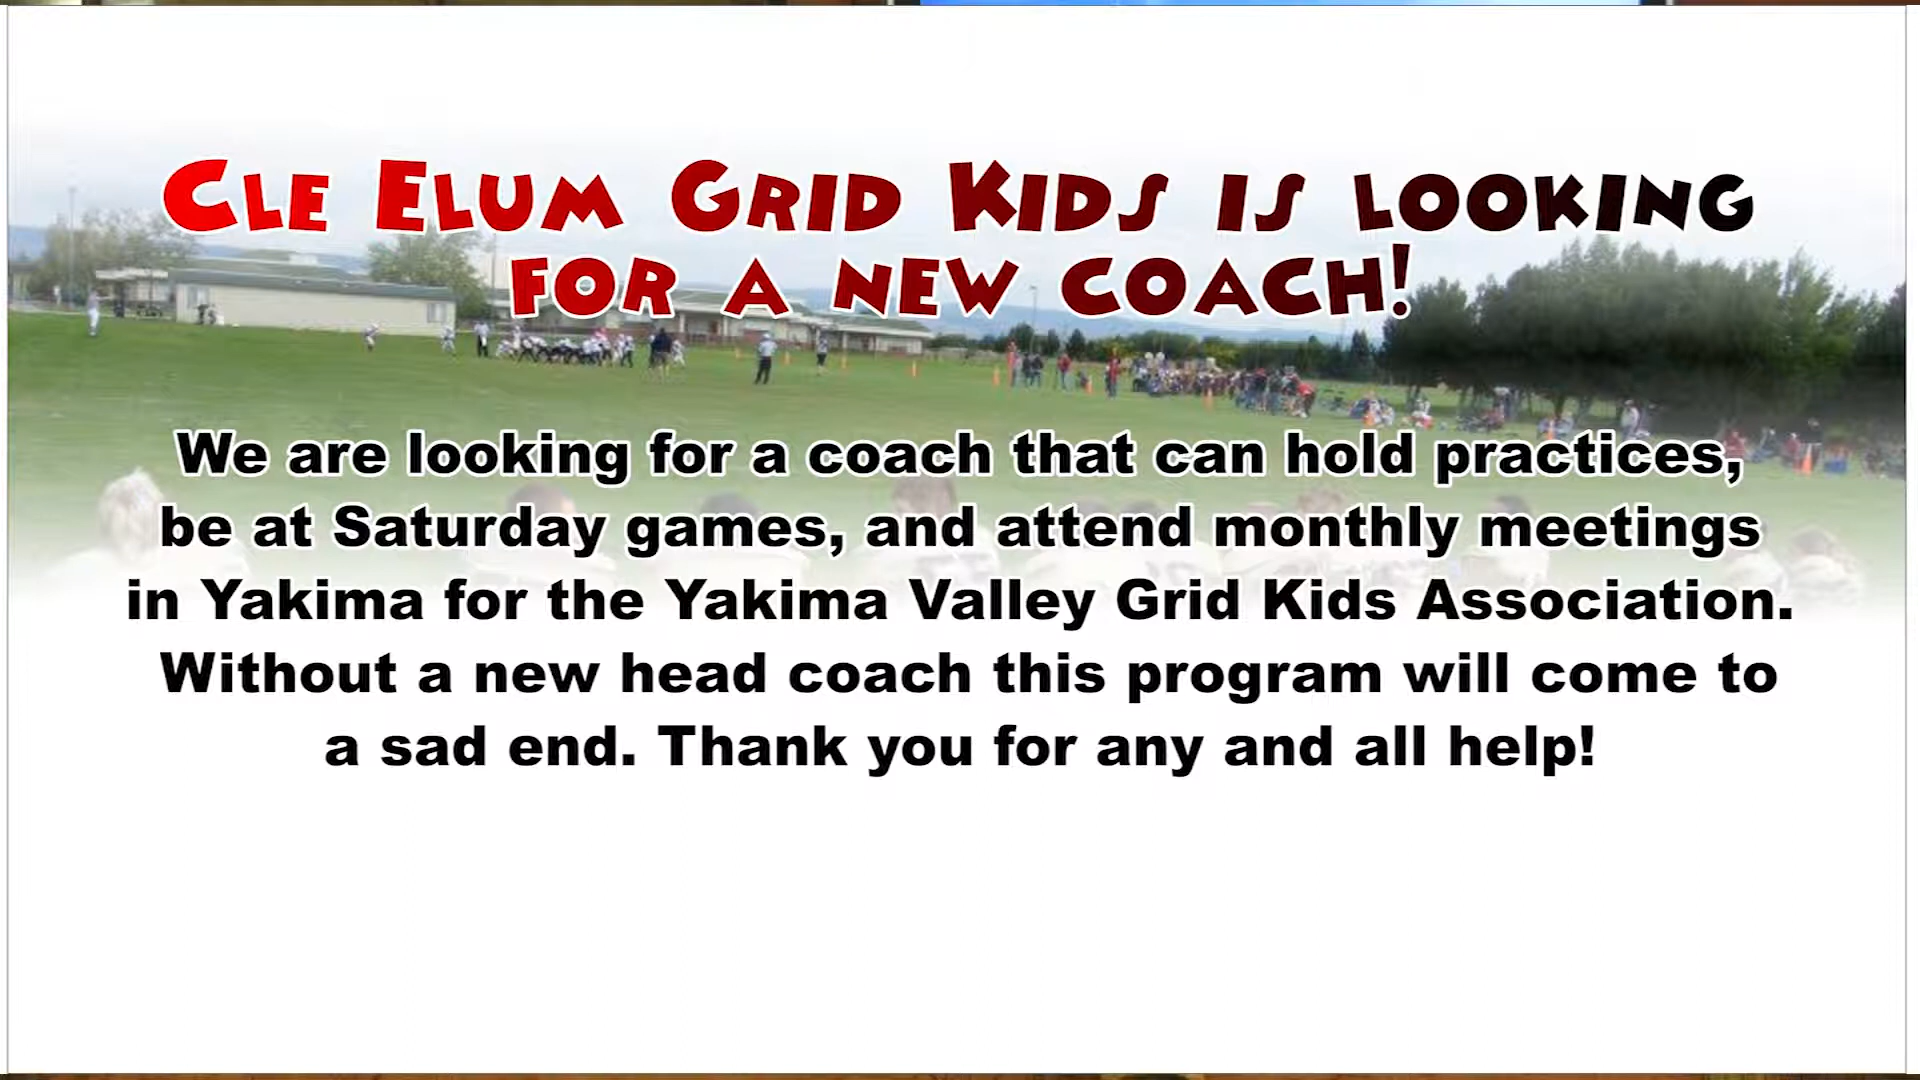 Cle Elum Grid Kids is looking
for a new coach!
We are looking for a coach that can hold practices,
be at Saturday games, and attend monthly meetings
in Yakima for the Yakima Valley Grid Kids Association.
Without a new head coach this program will come to
a sad end. Thank you for any and all help!